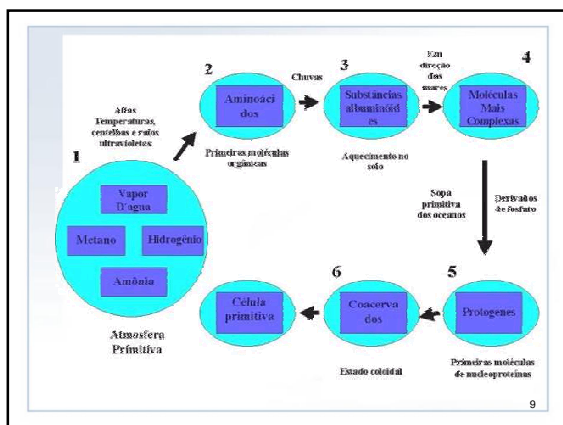 1
Altas
Temperaturas,
centelhas e raios
ultravioletas
Vapor
D'agua
Metano
Hidrogênio
Amônia
Atmosfera
Primitiva
2
Aminoaci
dos
Primeiras moléculas
orgânicas
Chuvas
3
Substâncias
albuminóid
es
Aquecimento no
solo
Em
direção dos
mares
4
Moléculas
Mais
Complexas
Sopa
primitiva
dos oceanos
Derivados
de fosfato
5
Protogenes
Primeiras moléculas
de nucleoproteínas
6
Coacerva
dos
Estado coloidal
Célula
primitiva
9